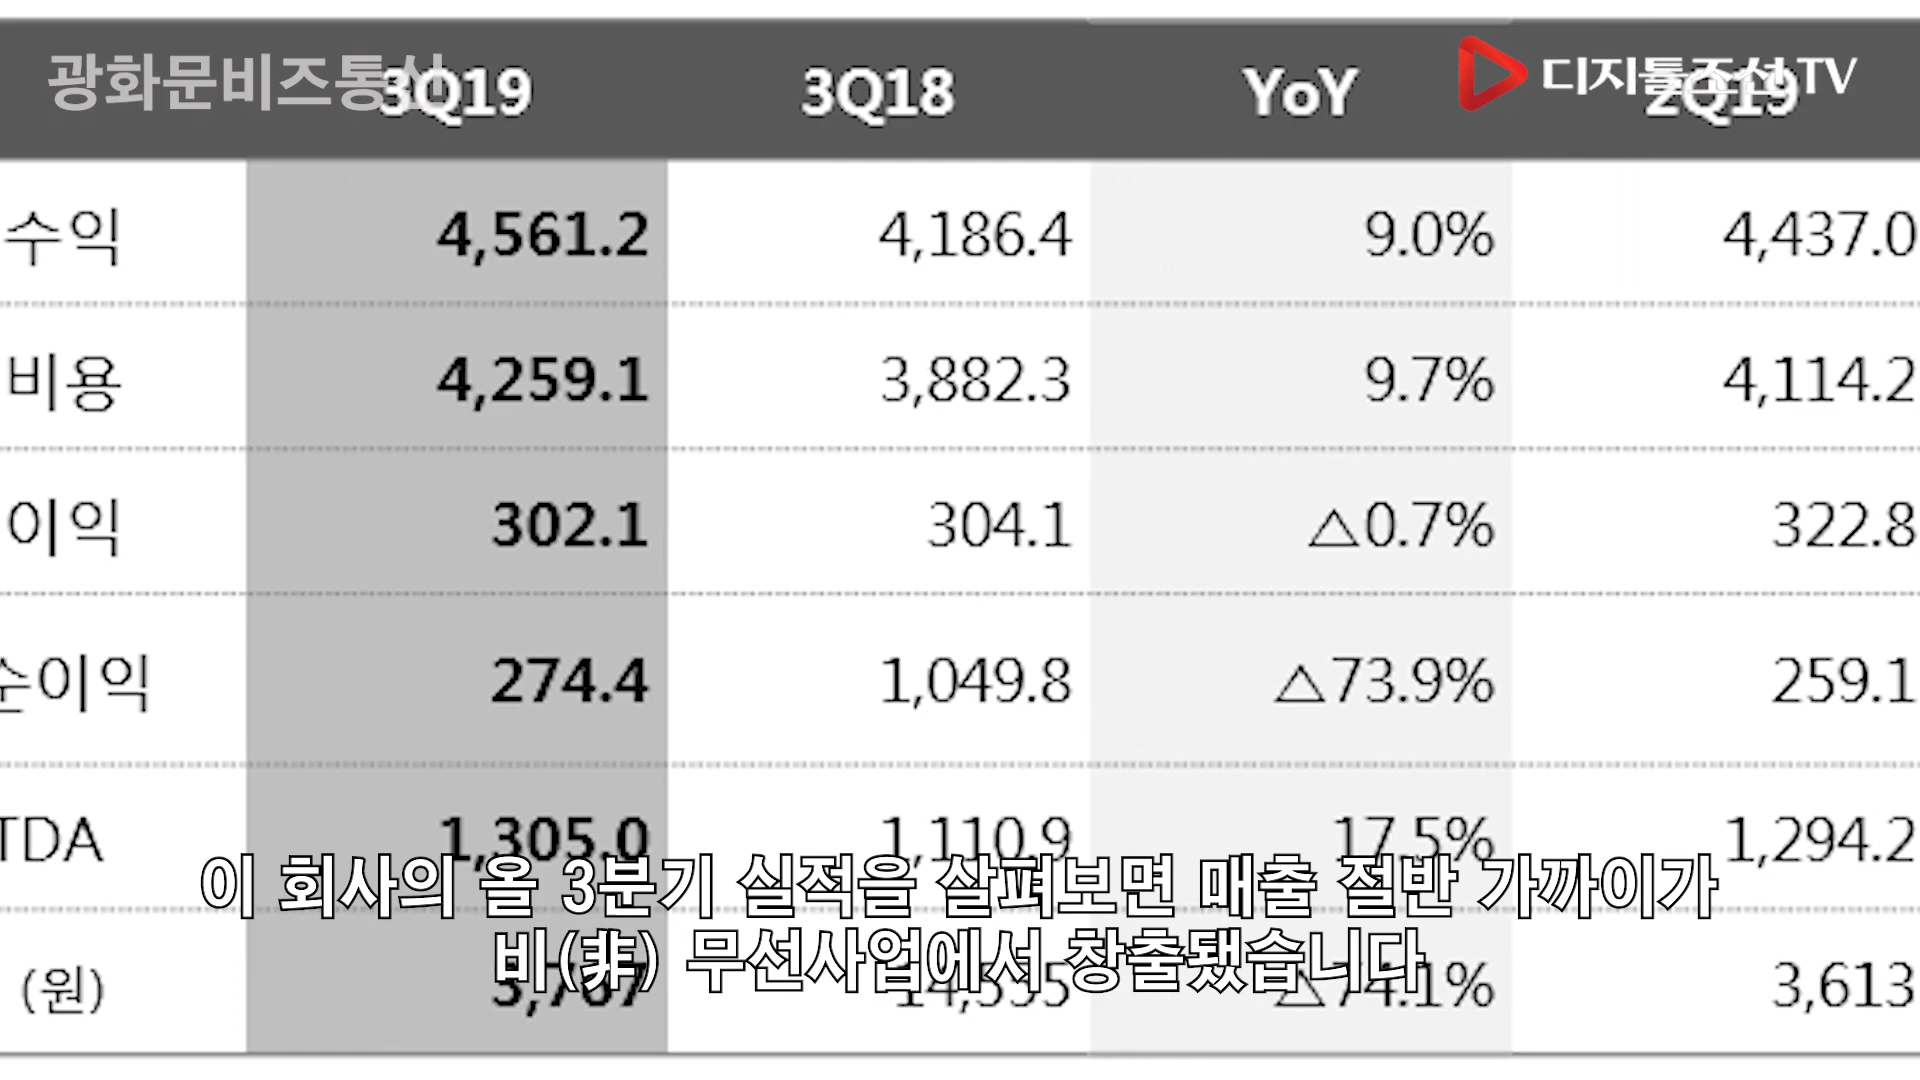 광화문비즈통신 3Q19 3Q18 YoY 디지틀조선TV 2Q19
수익 4,561.2 4,186.4 9.0% 4,437.0
비용 4,259.1 3,882.3 9.7% 4,114.2
이익 302.1 304.1 △0.7% 322.8
순이익 274.4 1,049.8 △73.9% 259.1
TDA 1,305.0 1,110.9 17.5% 1,294.2
이 회사의 올 3분기 실적을 살펴보면 매출 절반 가까이가
비(非) 무선사업에서 창출됐습니다
(원) △74.1% 3,613